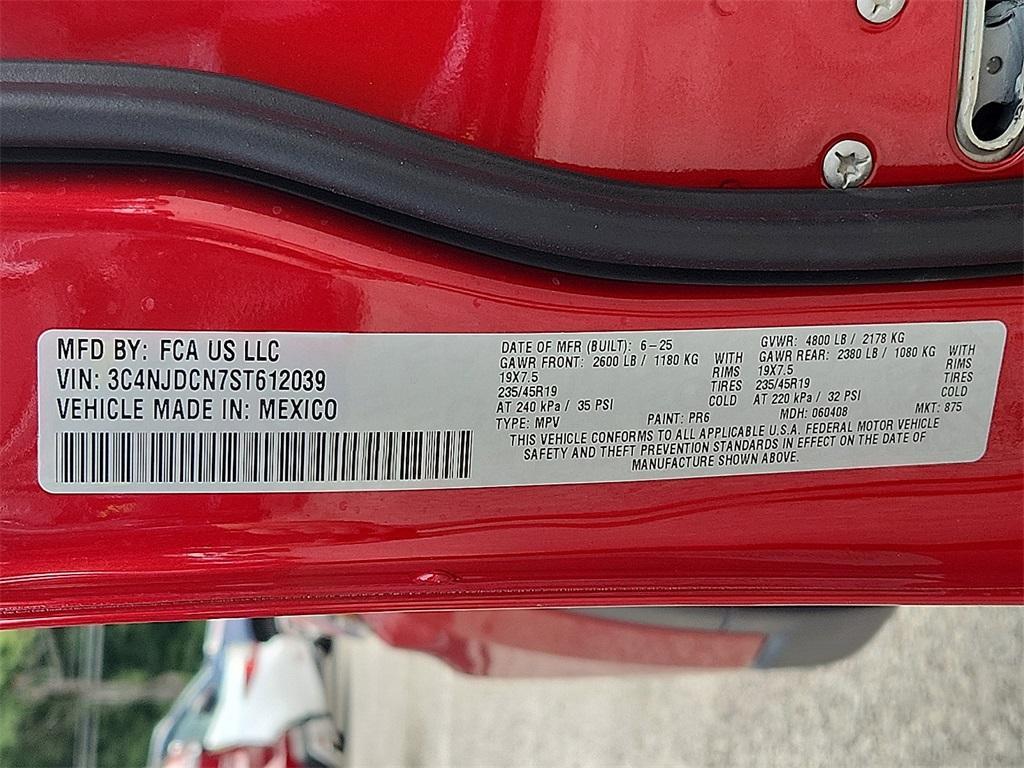 MFD BY: FCA US LLC
VIN: 3C4NJDCN7ST612039
VEHICLE MADE IN: MEXICO
DATE OF MFR (BUILT): 6-25
GAWR FRONT: 2600 LB / 1180 KG WITH
19X7.5 RIMS
235/45R19 TIRES
AT 240 kPa / 35 PSI COLD
TYPE: MPV PAINT: PR6
GVWR: 4800 LB / 2178 KG
GAWR REAR: 2380 LB / 1080 KG WITH
19X7.5 RIMS
235/45R19 TIRES
AT 220 kPa / 32 PSI COLD
MDH: 060408 MKT: 875
THIS VEHICLE CONFORMS TO ALL APPLICABLE U.S.A. FEDERAL MOTOR VEHICLE
SAFETY AND THEFT PREVENTION STANDARDS IN EFFECT ON THE DATE OF
MANUFACTURE SHOWN ABOVE.